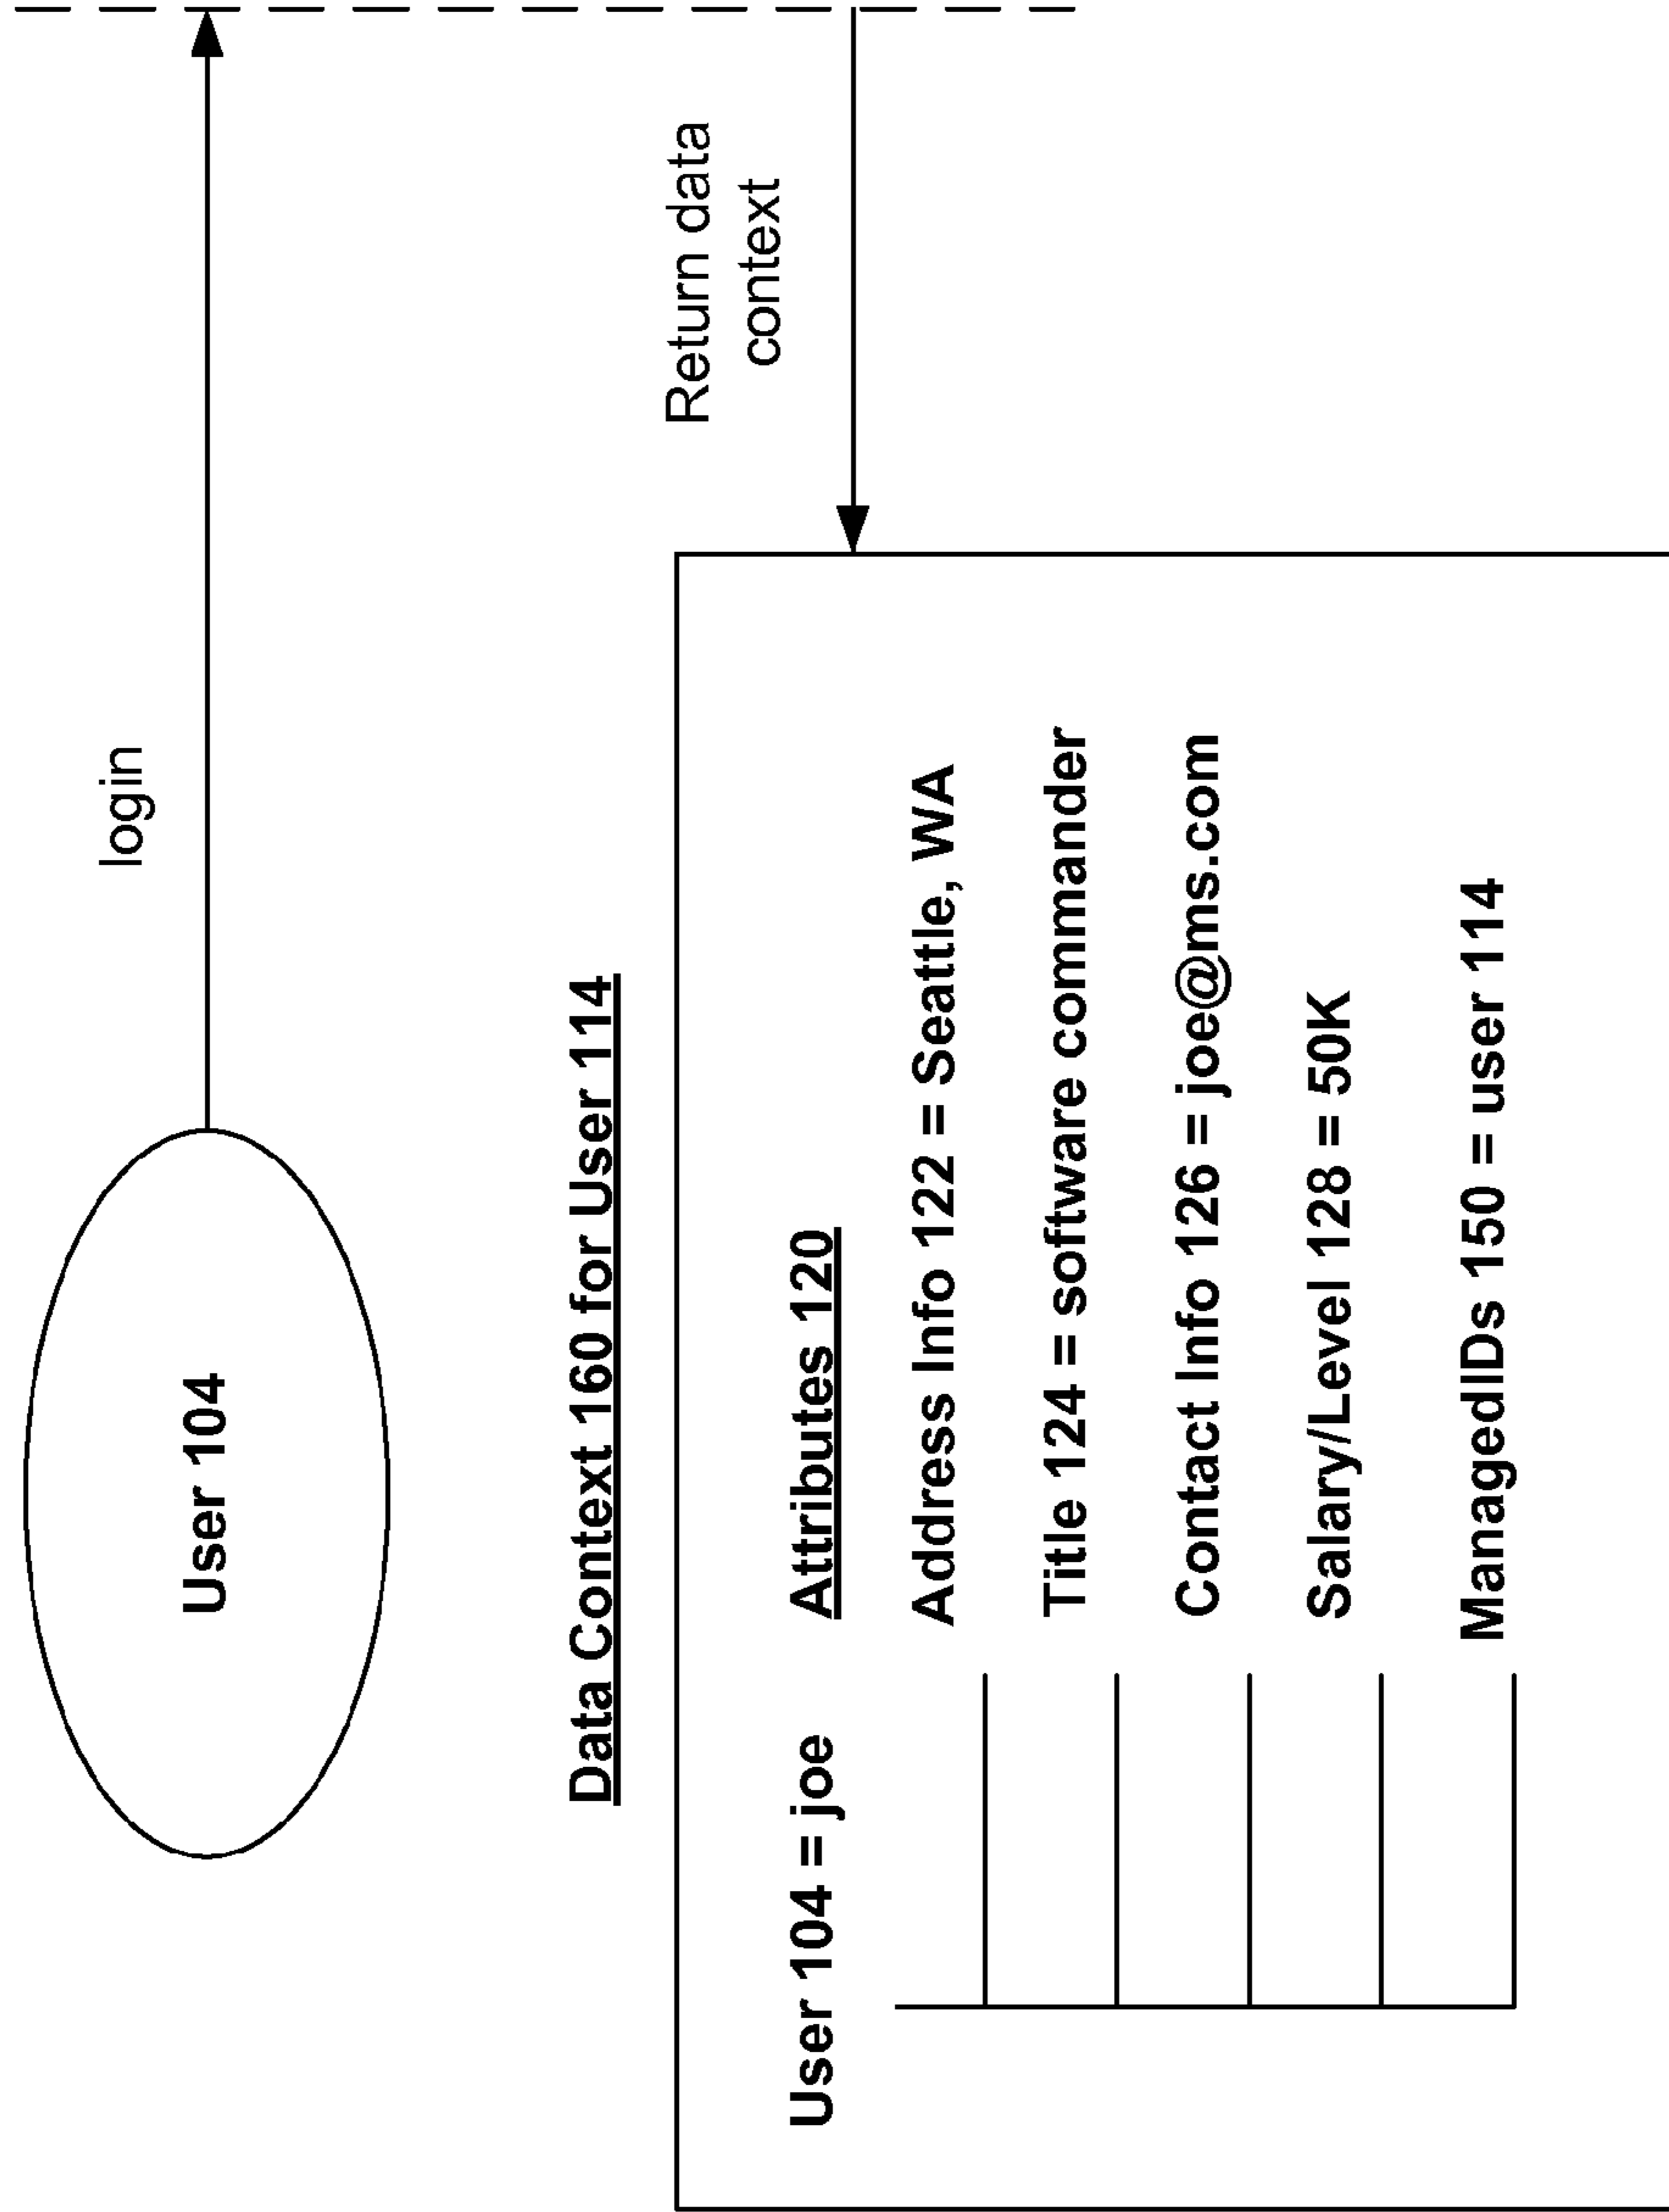 login
User 104
Data Context 160 for User 114
Return data
context
User 104 = joe
Attributes 120
Address Info 122 = Seattle, WA
Title 124 = software commander
Contact Info 126 = joe@ms.com
Salary/Level 128 = 50K
ManagedIDs 150 = user 114